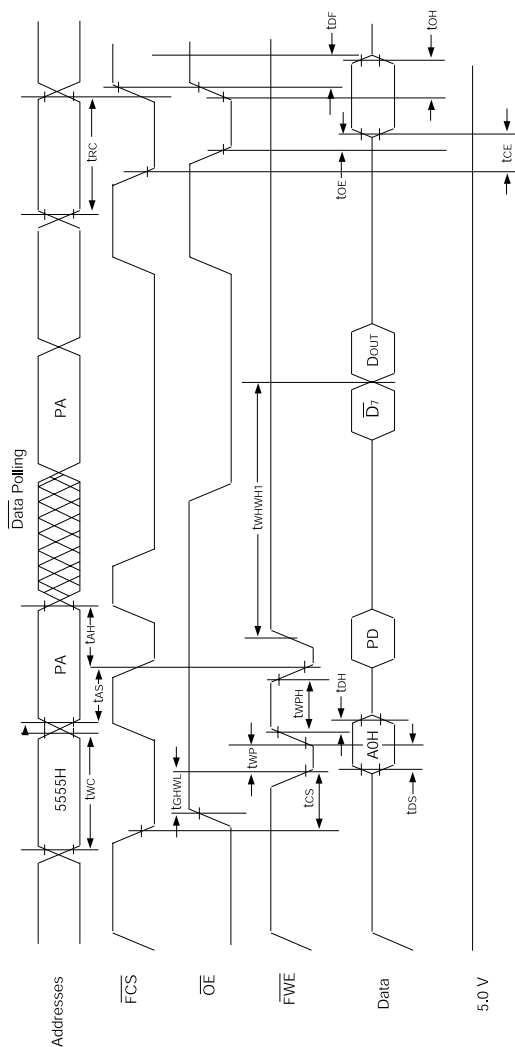 Data Polling
Addresses
5555H
PA
PA
tWC
tAS
tAH
tRC
FCS
OE
tGHWL
FWE
tCS
tWP
tWPH
tWHWH1
tDF
Data
A0H
PD
D7
DOUT
tDS
tDH
tOE
tOH
tCE
5.0 V